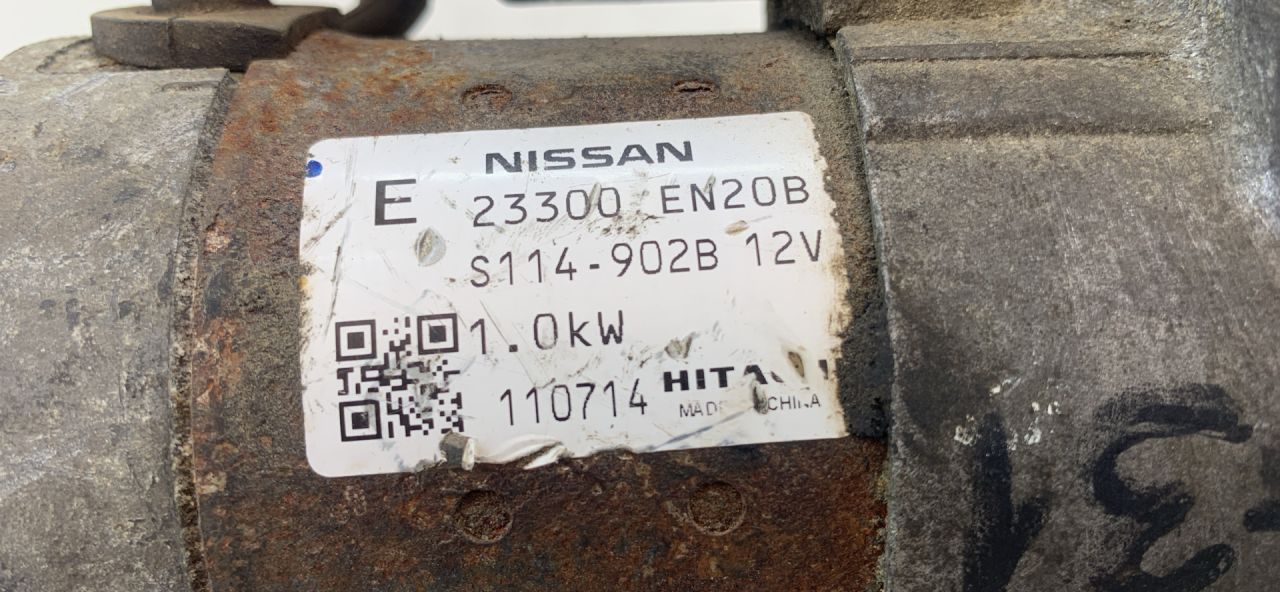 NISSAN
E 23300 EN20B
S114-902B 12V
1.0kW
110714